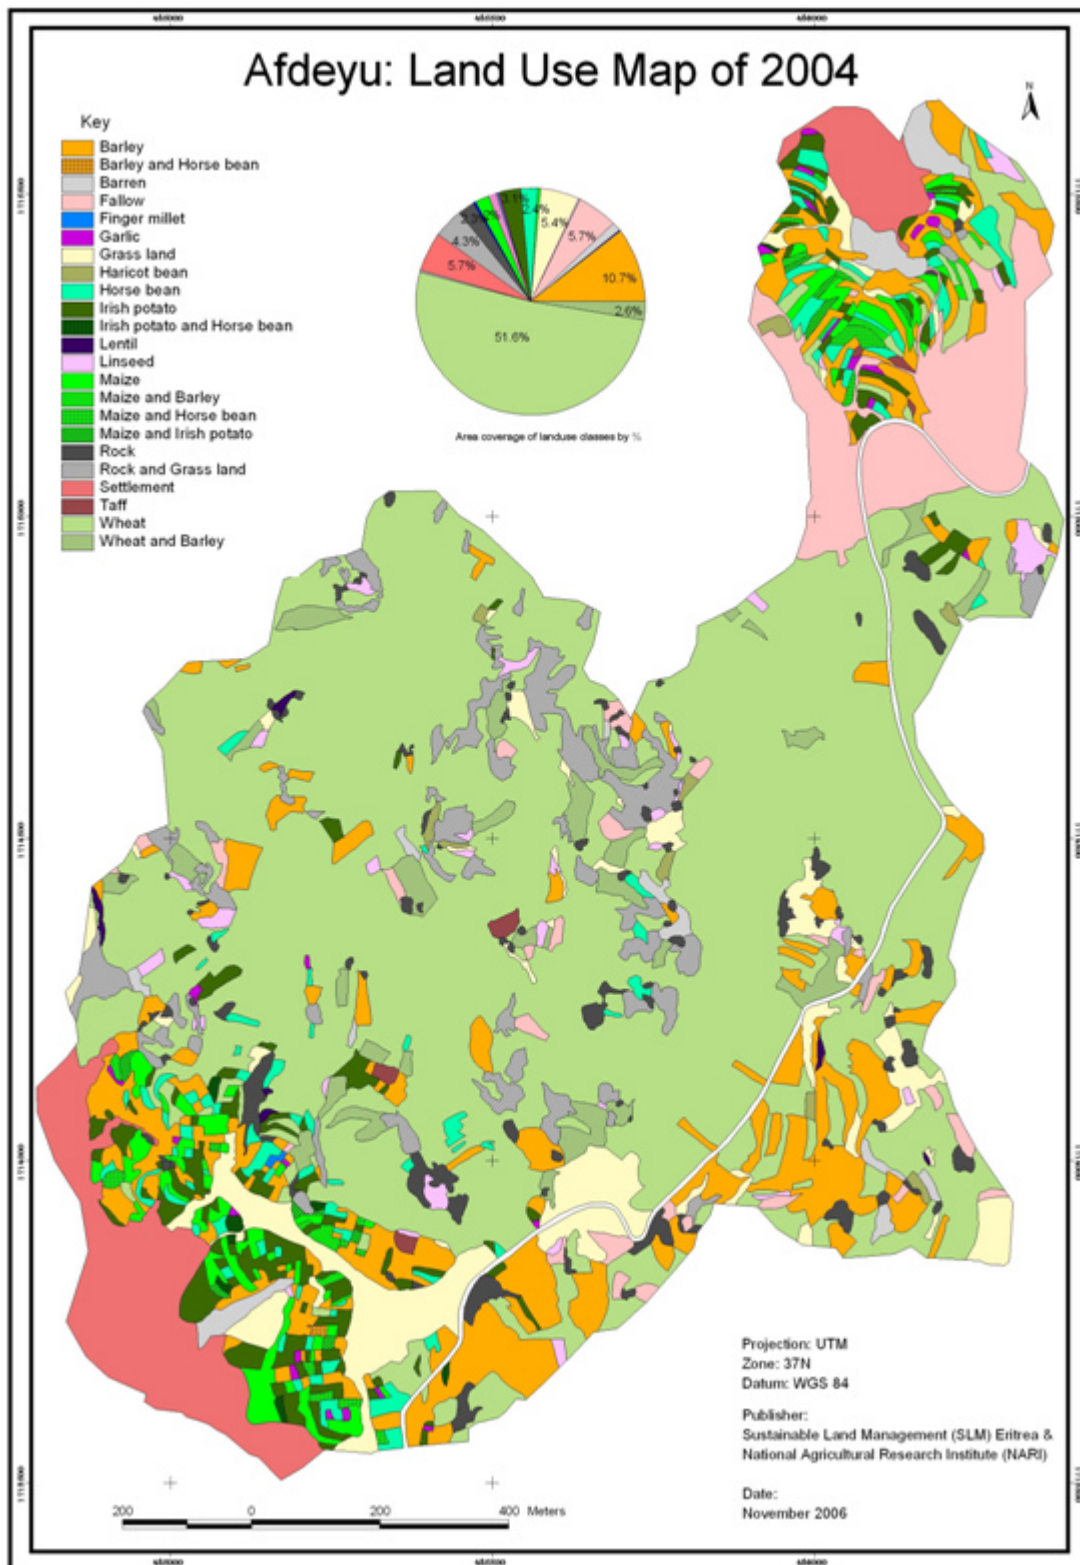 Afdeyu: Land Use Map of 2004
N
Key
Barley
Barley and Horse bean
Barren
Fallow
Finger millet
Garlic
Grass land
Haricot bean
Horse bean
Irish potato
Irish potato and Horse bean
Lentil
Linseed
Maize
Maize and Barley
Maize and Horse bean
Maize and Irish potato
Rock
Rock and Grass land
Settlement
Taff
Wheat
Wheat and Barley
3.1%
2.4%
5.4%
5.7%
4.3%
5.7%
10.7%
2.6%
51.6%
Area coverage of landuse classes by %
Projection: UTM
Zone: 37N
Datum: WGS 84
Publisher:
Sustainable Land Management (SLM) Eritrea &
National Agricultural Research Institute (NARI)
Date:
November 2006
200 0 200 400 Meters